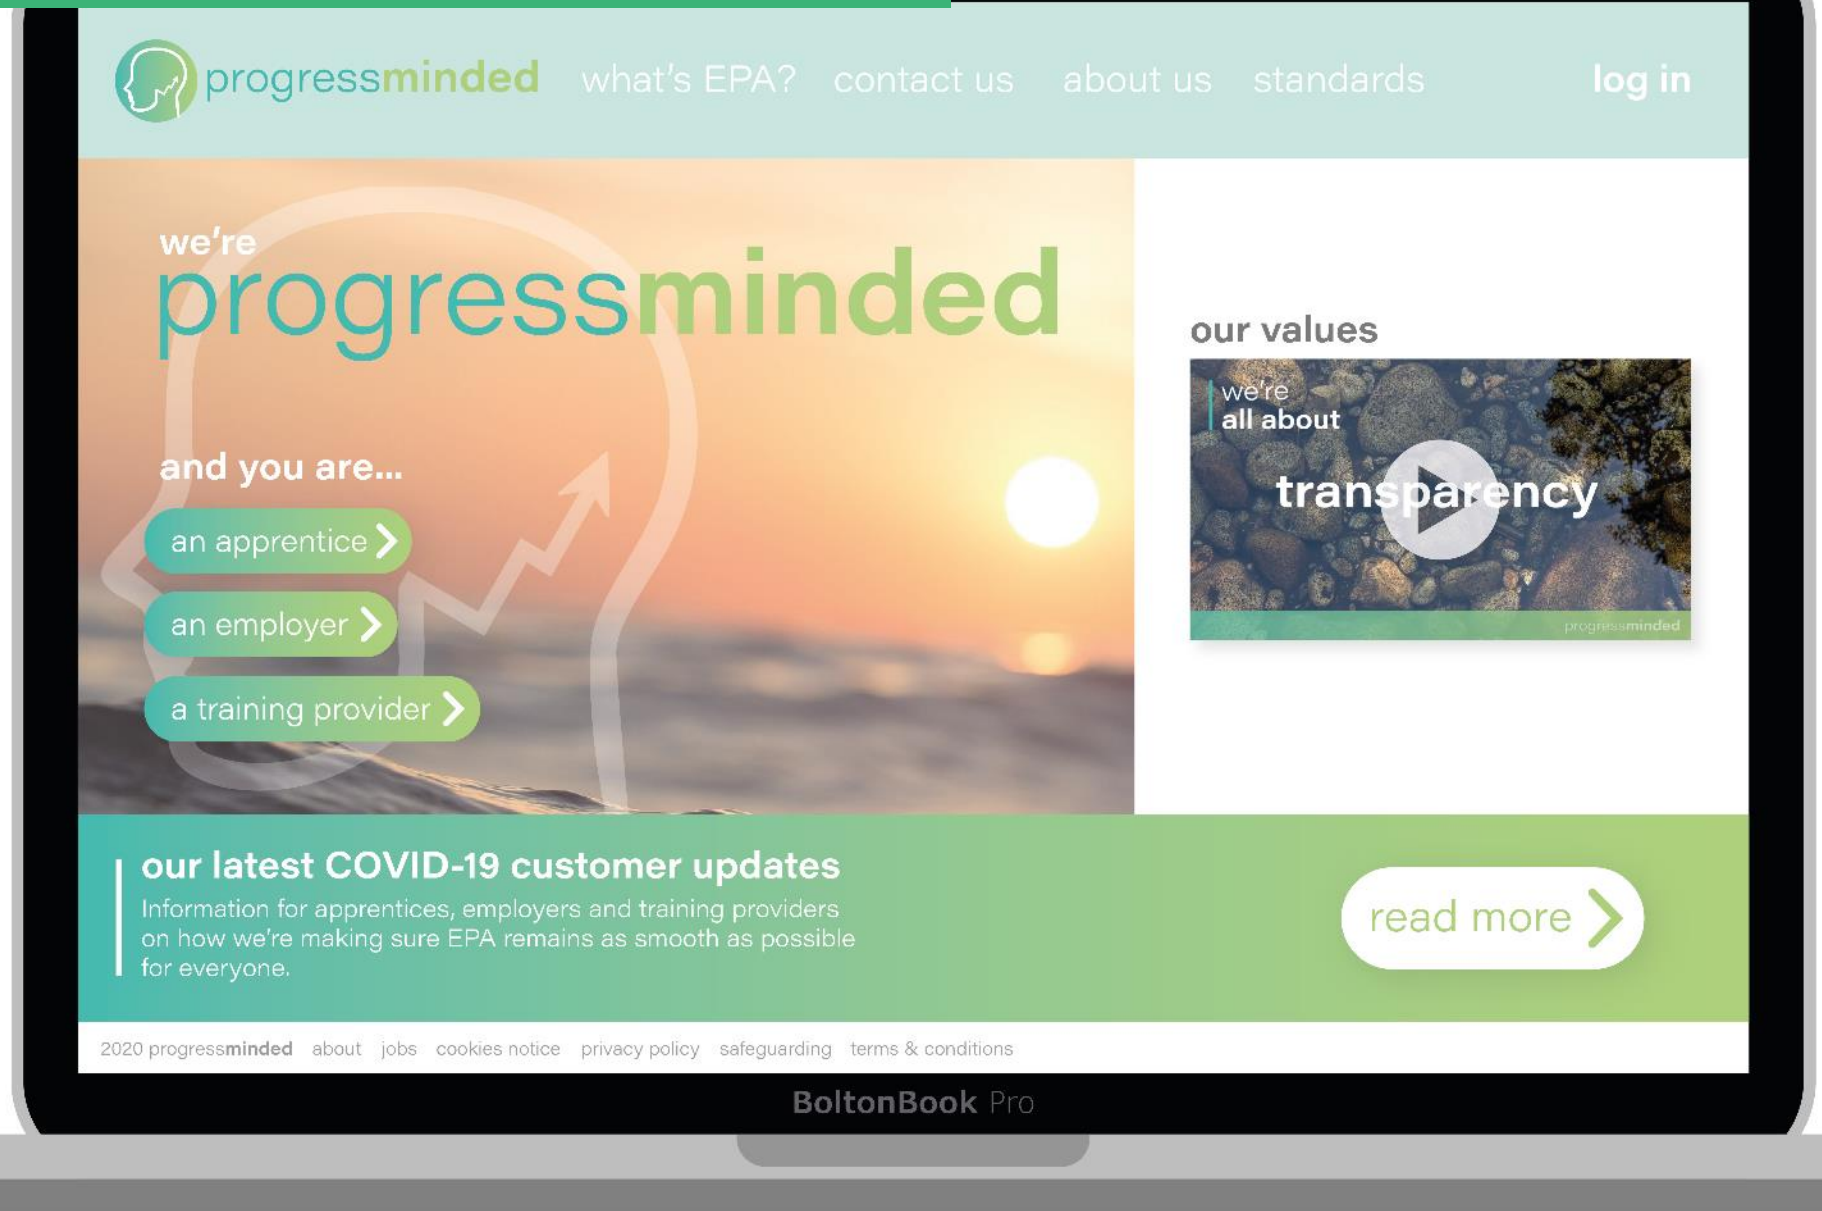 progressminded what's EPA? contact us about us standards log in
we're
progressminded
and you are...
an apprentice
an employer
a training provider
our values
we're
all about
transparency
progressminded
our latest COVID-19 customer updates
Information for apprentices, employers and training providers
on how we're making sure EPA remains as smooth as possible
for everyone.
read more
2020 progressminded about jobs cookies notice privacy policy safeguarding terms & conditions
BoltonBook Pro